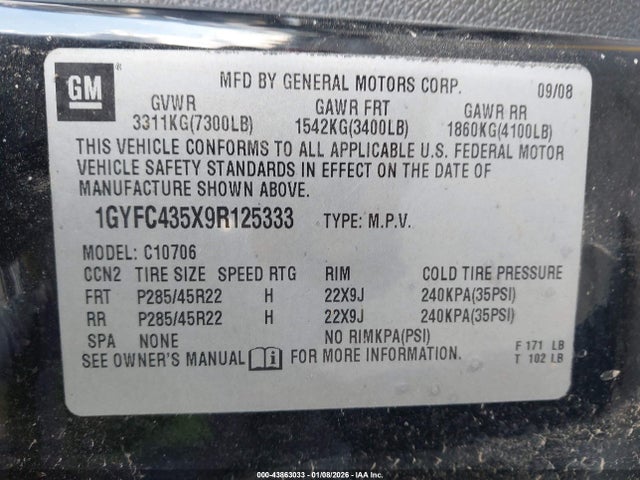 GM ® MFD BY GENERAL MOTORS CORP. 09/08
GVWR GAWR FRT GAWR RR
3311KG(7300LB) 1542KG(3400LB) 1860KG(4100LB)
THIS VEHICLE CONFORMS TO ALL APPLICABLE U.S. FEDERAL MOTOR
VEHICLE SAFETY STANDARDS IN EFFECT ON THE DATE OF
MANUFACTURE SHOWN ABOVE.
1GYFC435X9R125333 TYPE: M.P.V.
MODEL: C10706
CCN2 TIRE SIZE SPEED RTG RIM COLD TIRE PRESSURE
FRT P285/45R22 H 22X9J 240KPA(35PSI)
RR P285/45R22 H 22X9J 240KPA(35PSI)
SPA NONE NO RIMKPA(PSI)
SEE OWNER'S MANUAL i FOR MORE INFORMATION.
F 171 LB
T 102 LB
000-43863033 - 01/08/2026 - COPYRIGHT IAA, LLC